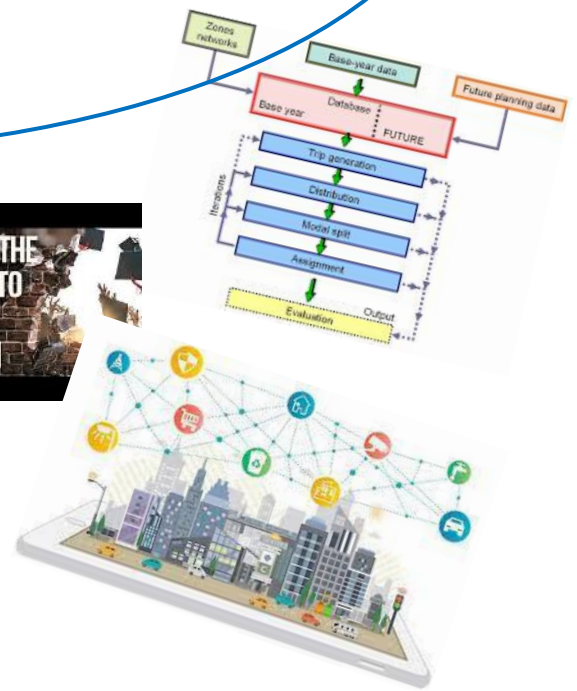 Zones
networks
Base-year data
Future planning data
Database
Base year
FUTURE
Trip generation
Distribution
Modal split
Assignment
Iterations
Evaluation
Output
THE
TO